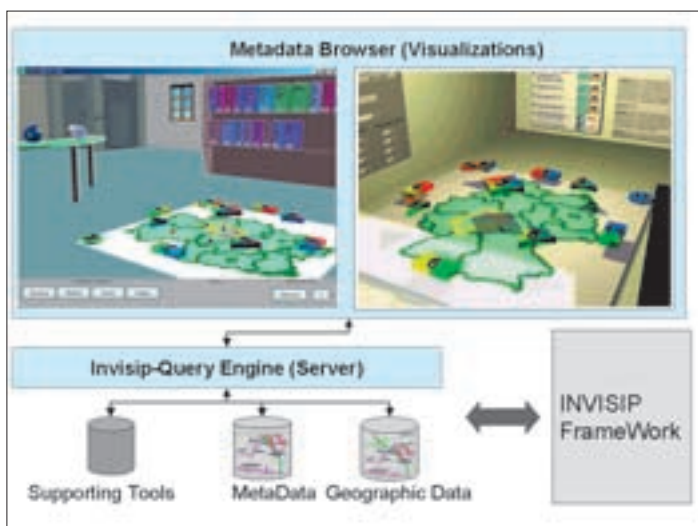 Metadata Browser (Visualizations)
Invisip-Query Engine (Server)
INVISIP
FrameWork
Supporting Tools
MetaData
Geographic Data